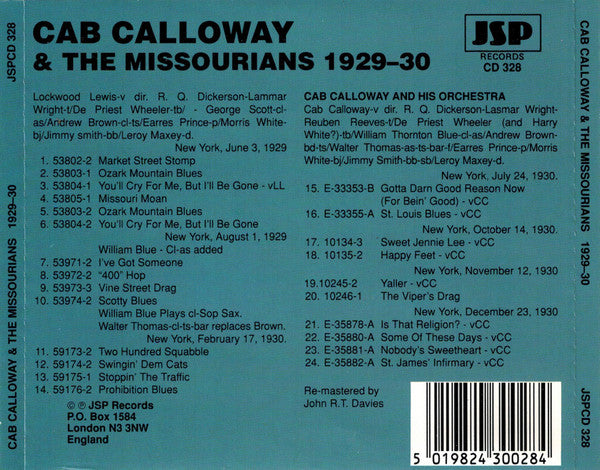 JSPCD 328
CAB CALLOWAY & THE MISSOURIANS 1929–30
CAB CALLOWAY
& THE MISSOURIANS 1929–30
JSP
RECORDS
CD 328
Lockwood Lewis-v dir. R. Q. Dickerson-Lammar
Wright-t/De Priest Wheeler-tb/ - George Scott-cl-
as/Andrew Brown-cl-ts/Earres Prince-p/Morris White-
bj/Jimmy smith-bb/Leroy Maxey-d.
New York, June 3, 1929
1. 53802-2 Market Street Stomp
2. 53803-1 Ozark Mountain Blues
3. 53804-1 You'll Cry For Me, But I'll Be Gone - vLL
4. 53805-1 Missouri Moan
5. 53803-2 Ozark Mountain Blues
6. 53804-2 You'll Cry For Me, But I'll Be Gone
New York, August 1, 1929
William Blue - Cl-as added
7. 53971-2 I've Got Someone
8. 53972-2 “400” Hop
9. 53973-3 Vine Street Drag
10. 53974-2 Scotty Blues
William Blue Plays cl-Sop Sax.
Walter Thomas-cl-ts-bar replaces Brown.
New York, February 17, 1930.
11. 59173-2 Two Hundred Squabble
12. 59174-2 Swingin' Dem Cats
13. 59175-1 Stoppin' The Traffic
14. 59176-2 Prohibition Blues
© ℗ JSP Records
P.O. Box 1584
London N3 3NW
England
CAB CALLOWAY AND HIS ORCHESTRA
Cab Calloway-v dir. R. Q. Dickerson-Lasmar Wright-
Reuben Reeves-t/De Priest Wheeler (and Harry
White?)-tb/William Thornton Blue-cl-as/Andrew Brown-
bd-ts/Walter Thomas-as-ts-bar-f/Earres Prince-p/Morris
White-bj/Jimmy Smith-bb-sb/Leroy Maxey-d.
New York, July 24, 1930.
15. E-33353-B Gotta Darn Good Reason Now
(For Bein' Good) - vCC
16. E-33355-A St. Louis Blues - vCC
New York, October 14, 1930.
17. 10134-3 Sweet Jennie Lee - vCC
18. 10135-2 Happy Feet - vCC
New York, November 12, 1930
19.10245-2 Yaller - vCC
20. 10246-1 The Viper's Drag
New York, December 23, 1930
21. E-35878-A Is That Religion? - vCC
22. E-35880-A Some Of These Days - vCC
23. E-35881-A Nobody's Sweetheart - vCC
24. E-35882-A St. James' Infirmary - vCC
Re-mastered by
John R.T. Davies
5 019824 300284
CAB CALLOWAY & THE MISSOURIANS 1929–30
JSPCD 328